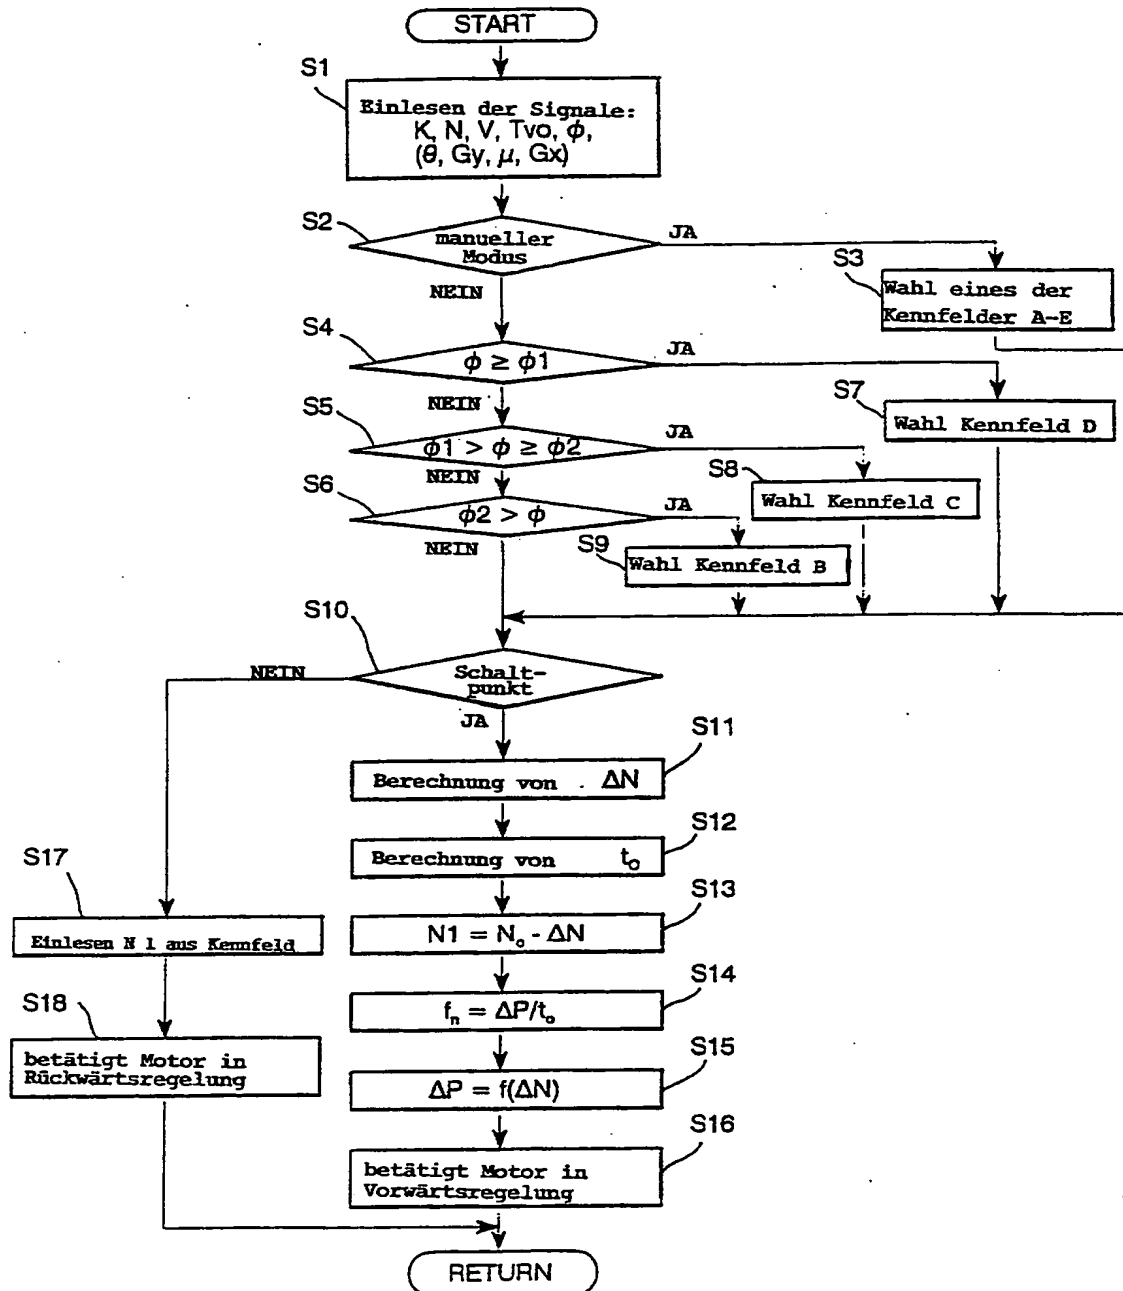 START
S1
Einlesen der Signale:
K, N, V, Tvo, ϕ,
(θ, Gy, μ, Gx)
S2
manueller
Modus
JA
NEIN
S3
Wahl eines der
Kennfelder A-E
S4
ϕ ≥ ϕ1
JA
NEIN
S7
Wahl Kennfeld D
S5
ϕ1 > ϕ ≥ ϕ2
JA
NEIN
S8
Wahl Kennfeld C
S6
ϕ2 > ϕ
JA
NEIN
S9
Wahl Kennfeld B
S10
Schalt-
punkt
NEIN
JA
S11
Berechnung von ΔN
S12
Berechnung von t₀
S13
N1 = N₀ - ΔN
S14
fₙ = ΔP/t₀
S15
ΔP = f(ΔN)
S16
betätigt Motor in
Vorwärtsregelung
S17
Einlesen N 1 aus Kennfeld
S18
betätigt Motor in
Rückwärtsregelung
RETURN